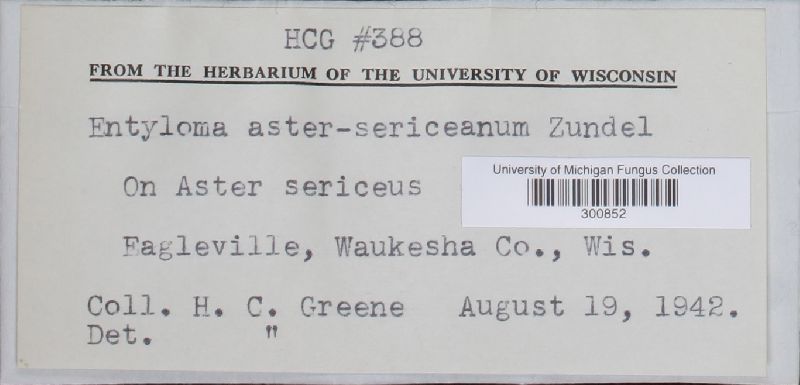 HCG #388
FROM THE HERBARIUM OF THE UNIVERSITY OF WISCONSIN
Entyloma aster-sericeanum Zundel
On Aster sericeus
University of Michigan Fungus Collection
300852
Eagleville, Waukesha Co., Wis.
Coll. H. C. Greene August 19, 1942.
Det. "